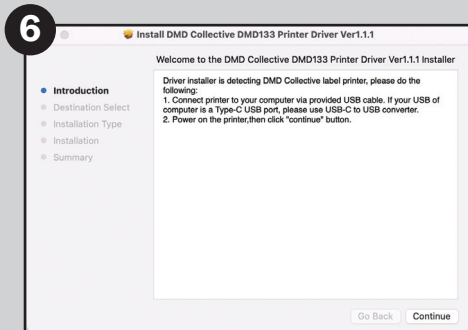 6
Install DMD Collective DMD133 Printer Driver Ver1.1.1
Welcome to the DMD Collective DMD133 Printer Driver Ver1.1.1 Installer
Introduction
Destination Select
Installation Type
Installation
Summary
Driver installer is detecting DMD Collective label printer, please do the
following:
1. Connect printer to your computer via provided USB cable. If your USB of
computer is a Type-C USB port, please use USB-C to USB converter.
2. Power on the printer,then click "continue" button.
Go Back
Continue